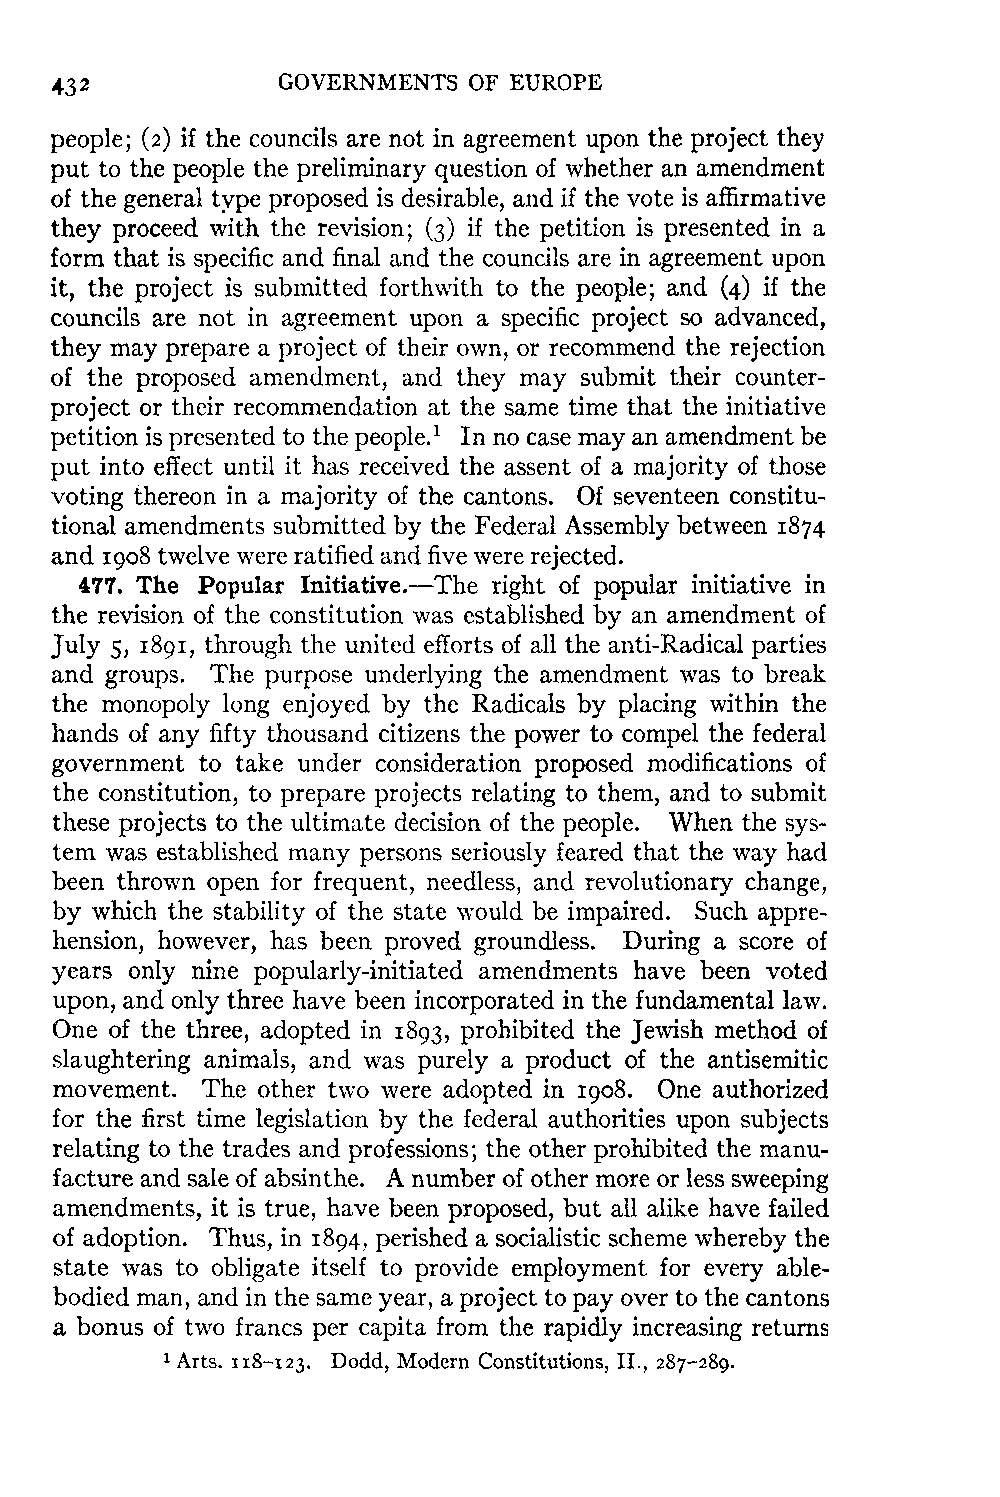 432 GOVERNMENTS OF EUROPE
people; (2) if the councils are not in agreement upon the project they
put to the people the preliminary question of whether an amendment
of the general type proposed is desirable, and if the vote is affirmative
they proceed with the revision; (3) if the petition is presented in a
form that is specific and final and the councils are in agreement upon
it, the project is submitted forthwith to the people; and (4) if the
councils are not in agreement upon a specific project so advanced,
they may prepare a project of their own, or recommend the rejection
of the proposed amendment, and they may submit their counter-
project or their recommendation at the same time that the initiative
petition is presented to the people.¹ In no case may an amendment be
put into effect until it has received the assent of a majority of those
voting thereon in a majority of the cantons. Of seventeen constitu-
tional amendments submitted by the Federal Assembly between 1874
and 1908 twelve were ratified and five were rejected.
477. The Popular Initiative.—The right of popular initiative in
the revision of the constitution was established by an amendment of
July 5, 1891, through the united efforts of all the anti-Radical parties
and groups. The purpose underlying the amendment was to break
the monopoly long enjoyed by the Radicals by placing within the
hands of any fifty thousand citizens the power to compel the federal
government to take under consideration proposed modifications of
the constitution, to prepare projects relating to them, and to submit
these projects to the ultimate decision of the people. When the sys-
tem was established many persons seriously feared that the way had
been thrown open for frequent, needless, and revolutionary change,
by which the stability of the state would be impaired. Such appre-
hension, however, has been proved groundless. During a score of
years only nine popularly-initiated amendments have been voted
upon, and only three have been incorporated in the fundamental law.
One of the three, adopted in 1893, prohibited the Jewish method of
slaughtering animals, and was purely a product of the antisemitic
movement. The other two were adopted in 1908. One authorized
for the first time legislation by the federal authorities upon subjects
relating to the trades and professions; the other prohibited the manu-
facture and sale of absinthe. A number of other more or less sweeping
amendments, it is true, have been proposed, but all alike have failed
of adoption. Thus, in 1894, perished a socialistic scheme whereby the
state was to obligate itself to provide employment for every able-
bodied man, and in the same year, a project to pay over to the cantons
a bonus of two francs per capita from the rapidly increasing returns
¹ Arts. 118–123. Dodd, Modern Constitutions, II., 287–289.